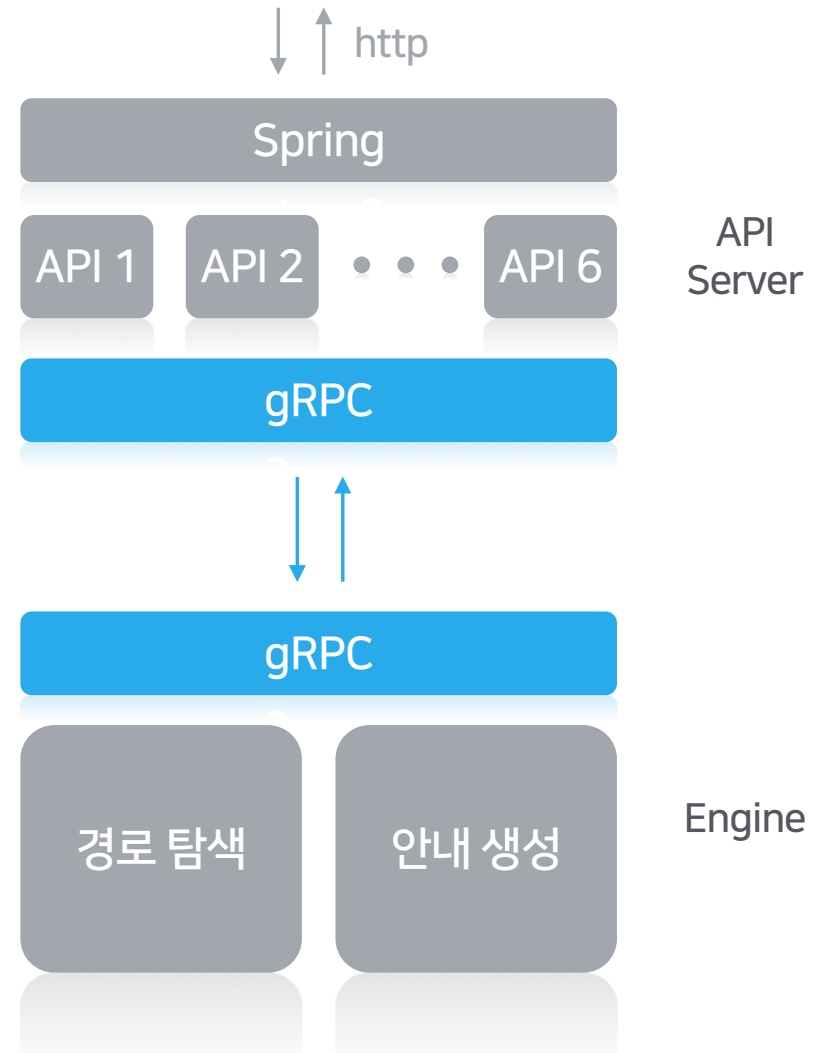 http
Spring
API 1 API 2 • • • API 6
API
Server
gRPC
gRPC
경로 탐색 안내 생성
Engine